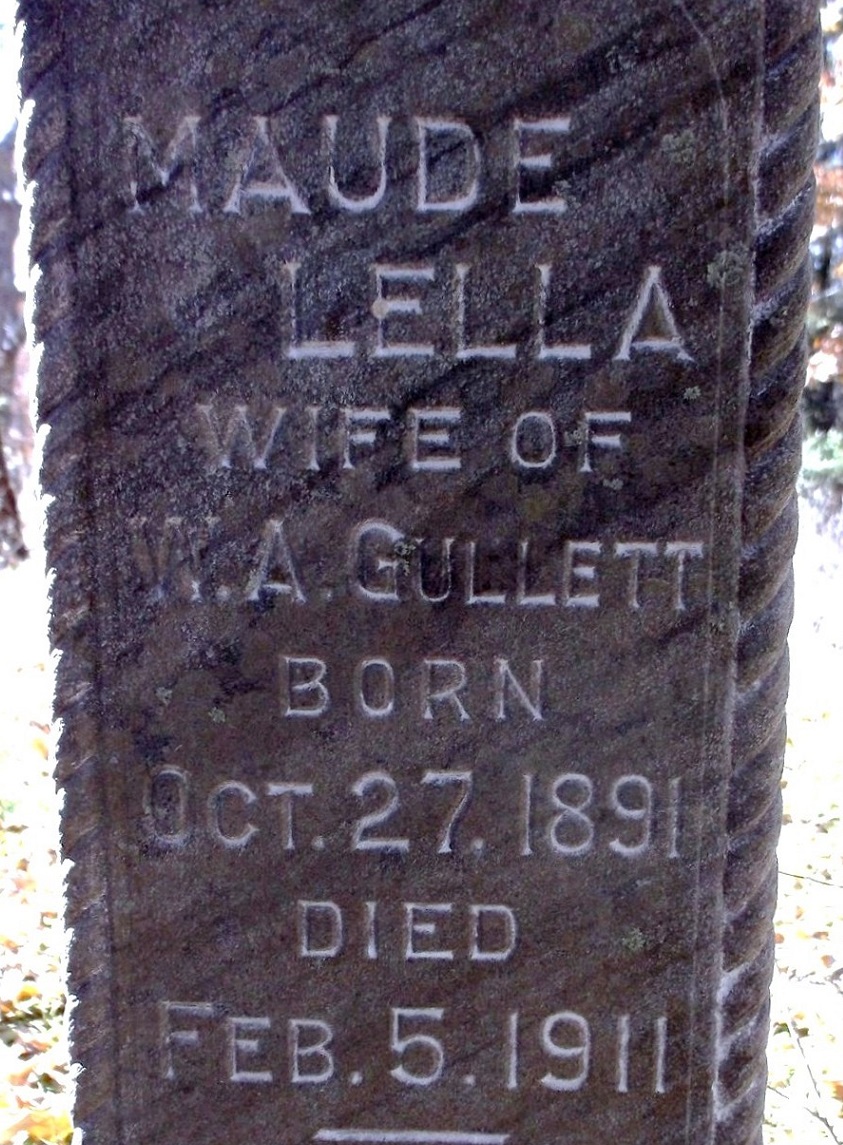 MAUDE
LELLA
WIFE OF
W.A. GULLETT
BORN
OCT. 27. 1891
DIED
FEB. 5. 1911